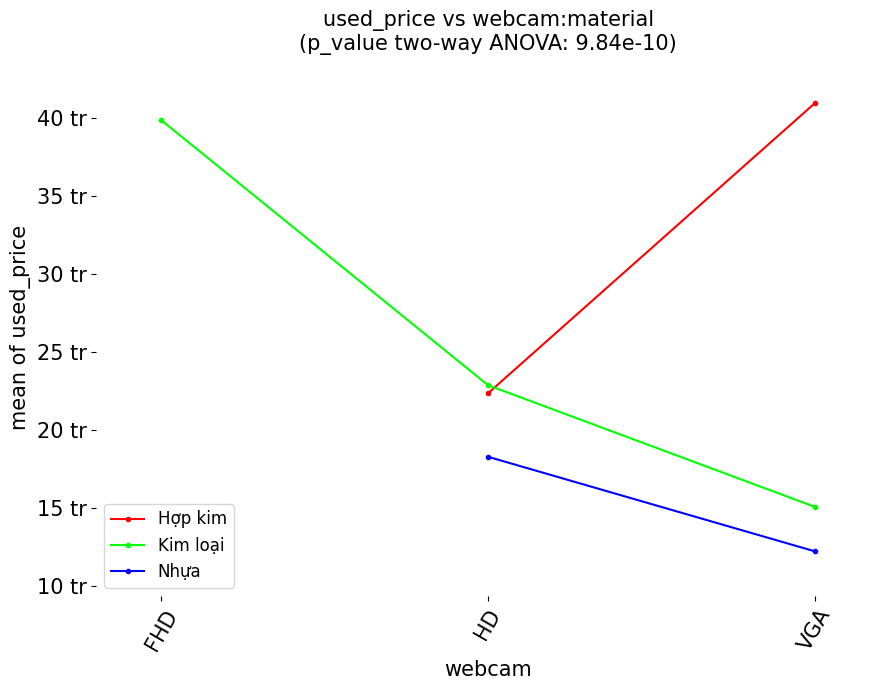 used_price vs webcam:material
(p_value two-way ANOVA: 9.84e-10)
mean of used_price
40 tr
35 tr
30 tr
25 tr
20 tr
15 tr
10 tr
Hợp kim
Kim loại
Nhựa
FHD
HD
VGA
webcam